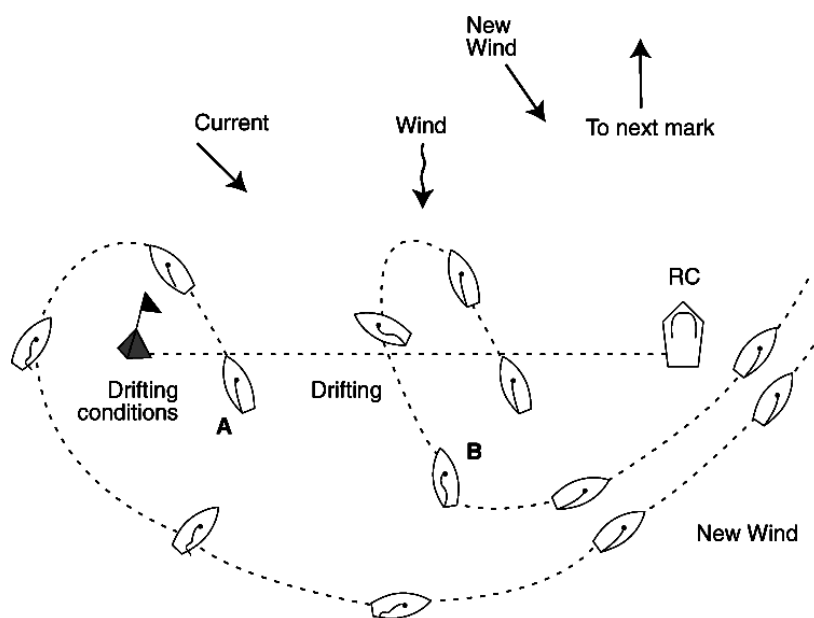 New
Wind
Current
Wind
To next mark
RC
Drifting
conditions
Drifting
A
B
New Wind